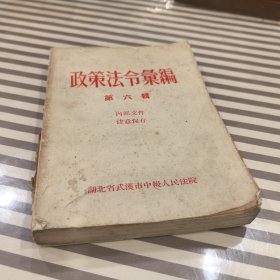 政策法令彙編
第六輯
內部文件
注意保存
湖北省武漢市中級人民法院